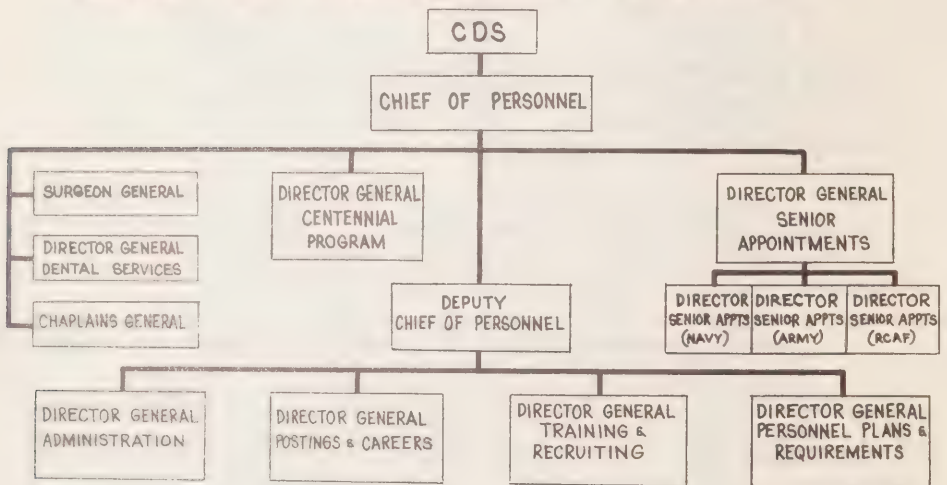 CDS
CHIEF OF PERSONNEL
SURGEON GENERAL
DIRECTOR GENERAL
DENTAL SERVICES
CHAPLAINS GENERAL
DIRECTOR GENERAL
CENTENNIAL
PROGRAM
DIRECTOR GENERAL
SENIOR
APPOINTMENTS
DIRECTOR
SENIOR APPTS
(NAVY)
DIRECTOR
SENIOR APPTS
(ARMY)
DIRECTOR
SENIOR APPTS
(RCAF)
DEPUTY
CHIEF OF PERSONNEL
DIRECTOR GENERAL
ADMINISTRATION
DIRECTOR GENERAL
POSTINGS & CAREERS
DIRECTOR GENERAL
TRAINING &
RECRUITING
DIRECTOR GENERAL
PERSONNEL PLANS &
REQUIREMENTS